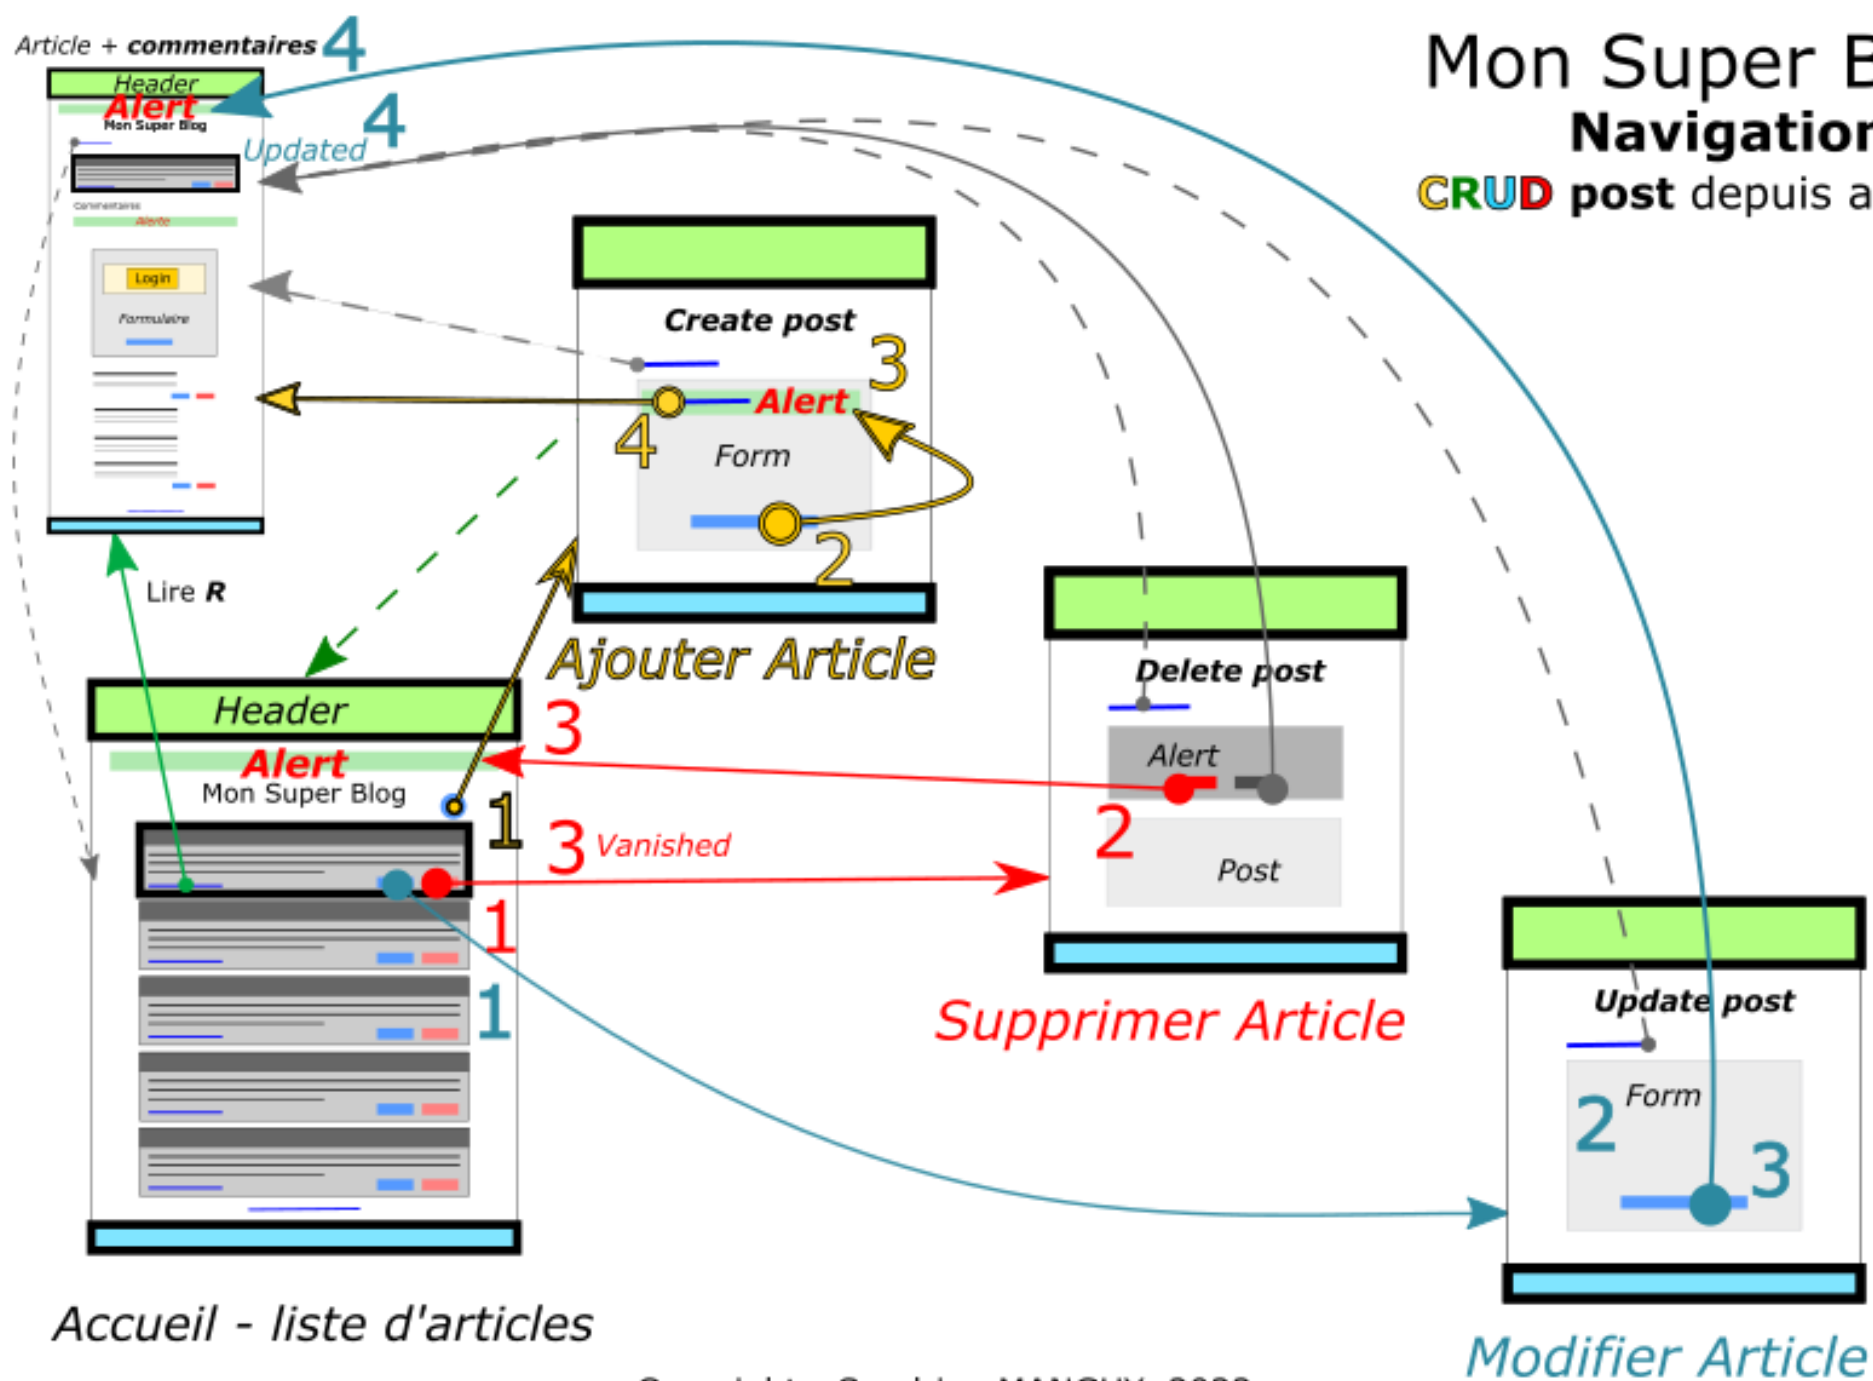 Article + commentaires 4
Header
Alert
Mon Super Blog
Updated 4
Commentaires
Alerte
Login
Formulaire
Lire R
Mon Super B
Navigation
CRUD post depuis a
Create post
3
Alert
4
Form
2
Ajouter Article
Header
Alert
Mon Super Blog
1
3
3 Vanished
1
1
Accueil - liste d'articles
Delete post
Alert
2
Post
Supprimer Article
Update post
Form
2
3
Modifier Article